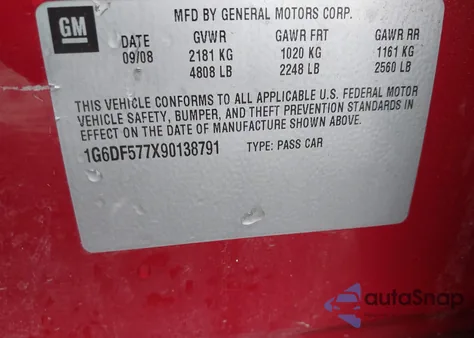 MFD BY GENERAL MOTORS CORP.
GM
DATE GVWR GAWR FRT GAWR RR
09/08 2181 KG 1020 KG 1161 KG
4808 LB 2248 LB 2560 LB
THIS VEHICLE CONFORMS TO ALL APPLICABLE U.S. FEDERAL MOTOR
VEHICLE SAFETY, BUMPER, AND THEFT PREVENTION STANDARDS IN
EFFECT ON THE DATE OF MANUFACTURE SHOWN ABOVE.
1G6DF577X90138791 TYPE: PASS CAR
autoSnap